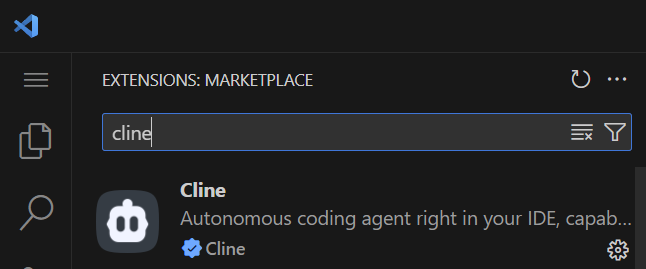 EXTENSIONS: MARKETPLACE
cline
Cline
Autonomous coding agent right in your IDE, capab...
Cline